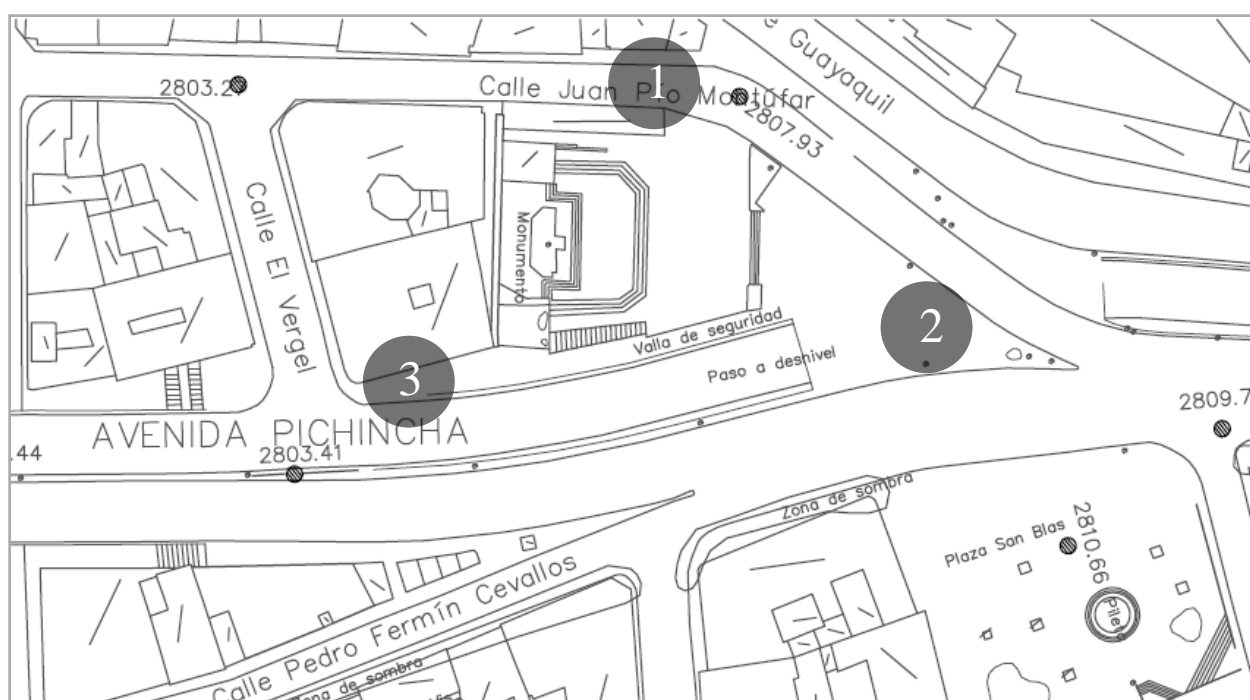 1
Calle Juan Pío Montúfar
e Guayaquil
2803.27
2807.93
Calle El Vergel
Monumento
2
Valla de seguridad
Paso a desnivel
3
AVENIDA PICHINCHA
2803.41
.44
2809.7
Zona de sombra
Plaza San Blas
2810.66
Pileta
Calle Pedro Fermín Cevallos
Zona de sombra